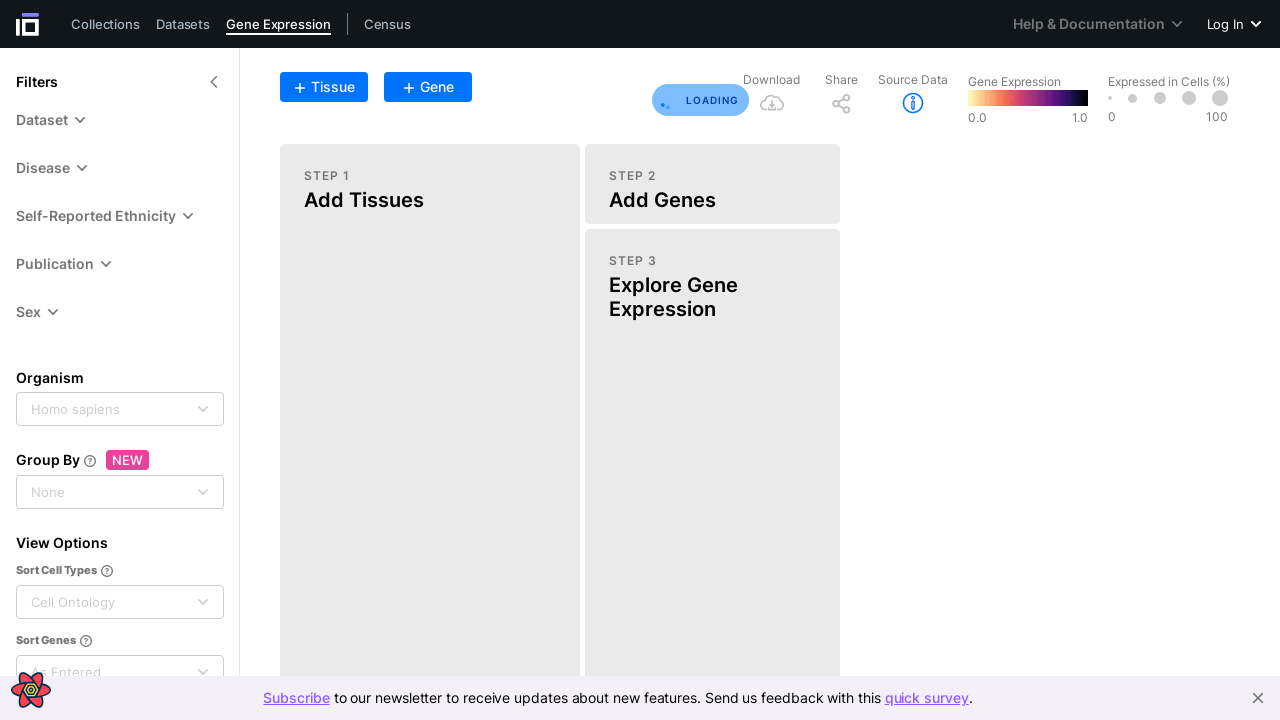 Collections Datasets Gene Expression Census Help & Documentation Log In
Filters
Dataset
Disease
Self-Reported Ethnicity
Publication
Sex
Organism
Homo sapiens
Group By NEW
None
View Options
Sort Cell Types
Cell Ontology
Sort Genes
As Entered
+ Tissue + Gene
LOADING
Download Share Source Data Gene Expression Expressed in Cells (%)
0.0 1.0 0 100
STEP 1
Add Tissues
STEP 2
Add Genes
STEP 3
Explore Gene
Expression
Subscribe to our newsletter to receive updates about new features. Send us feedback with this quick survey.